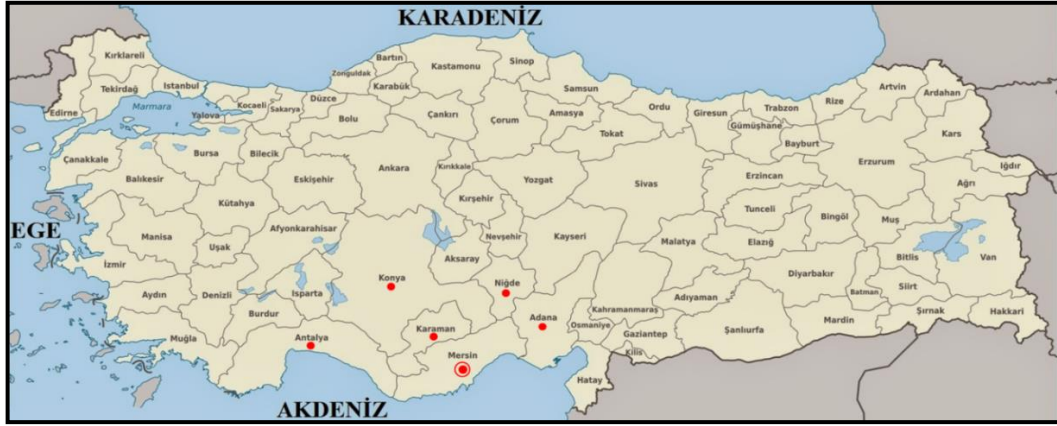 KARADENİZ
Kırklareli
Tekirdağ
İstanbul
Edirne
Marmara
Yalova
Kocaeli
Sakarya
Düzce
Zonguldak
Bartın
Karabük
Kastamonu
Sinop
Samsun
Bolu
Çankırı
Çorum
Amasya
Tokat
Ordu
Giresun
Gümüşhane
Trabzon
Rize
Bayburt
Artvin
Ardahan
Kars
Iğdır
Ağrı
Erzurum
Erzincan
Çanakkale
Balıkesir
Bursa
Bilecik
Eskişehir
Kütahya
Ankara
Kırıkkale
Kırşehir
Yozgat
Sivas
Tunceli
Bingöl
Muş
EGE
Manisa
Uşak
Afyonkarahisar
İzmir
Aksaray
Nevşehir
Kayseri
Malatya
Elazığ
Diyarbakır
Bitlis
Van
Siirt
Batman
Aydın
Denizli
Isparta
Burdur
Konya
Niğde
Kahramanmaraş
Adıyaman
Mardin
Şırnak
Hakkari
Muğla
Antalya
Karaman
Mersin
Adana
Osmaniye
Gaziantep
Kilis
Şanlıurfa
Hatay
AKDENİZ